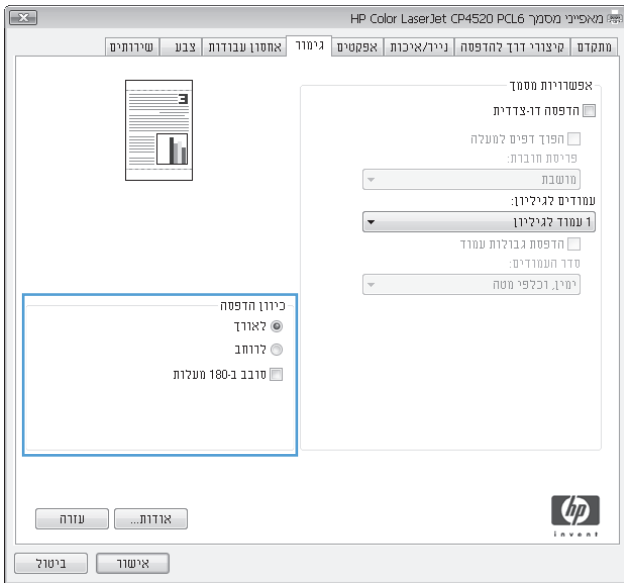 מאפייני מסמך HP Color LaserJet CP4520 PCL6
מתקדם
קיצורי דרך להדפסה
נייר/איכות
אפקטים
גימור
אחסון עבודות
צבע
שירותים
אפשרויות מסמך
הדפסה דו-צדדית
הפוך דפים למעלה
פריסת חוברת:
מושבת
עמודים לגיליון:
1 עמוד לגיליון
הדפסת גבולות עמוד
סדר העמודים:
ימין, וכלפי מטה
כיוון הדפסה
לאורך
לרוחב
סובב ב-180 מעלות
אודות...
עזרה
hp
invent
אישור
ביטול